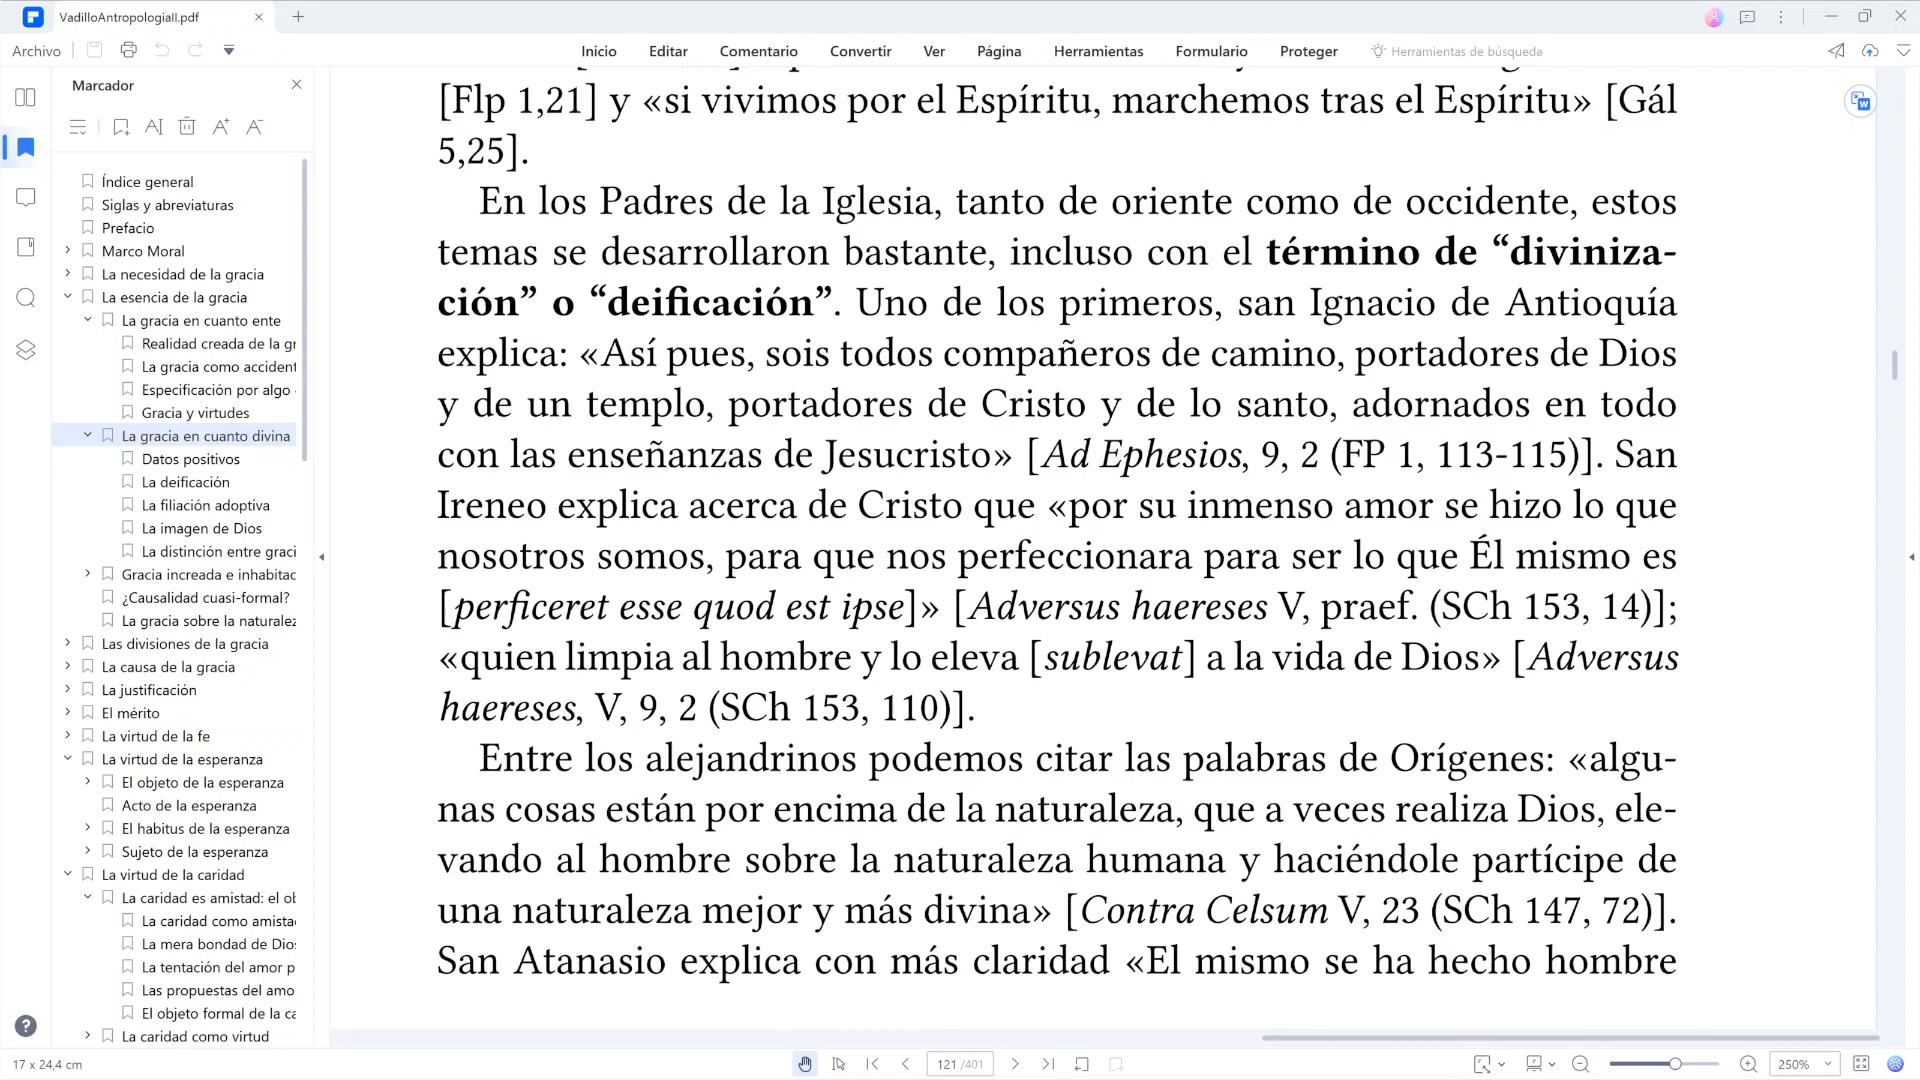 VadilloAntropologiaII.pdf
Archivo
Inicio
Editar
Comentario
Convertir
Ver
Página
Herramientas
Formulario
Proteger
Herramientas de búsqueda
Marcador
Índice general
Siglas y abreviaturas
Prefacio
Marco Moral
La necesidad de la gracia
La esencia de la gracia
La gracia en cuanto ente
Realidad creada de la gr
La gracia como accident
Especificación por algo
Gracia y virtudes
La gracia en cuanto divina
Datos positivos
La deificación
La filiación adoptiva
La imagen de Dios
La distinción entre graci
Gracia increada e inhabitac
¿Causalidad cuasi-formal?
La gracia sobre la naturalez
Las divisiones de la gracia
La causa de la gracia
La justificación
El mérito
La virtud de la fe
La virtud de la esperanza
El objeto de la esperanza
Acto de la esperanza
El habitus de la esperanza
Sujeto de la esperanza
La virtud de la caridad
La caridad es amistad: el ob
La caridad como amista
La mera bondad de Dio
La tentación del amor p
Las propuestas del amo
El objeto formal de la ca
La caridad como virtud
[Flp 1,21] y «si vivimos por el Espíritu, marchemos tras el Espíritu» [Gál
5,25].
En los Padres de la Iglesia, tanto de oriente como de occidente, estos
temas se desarrollaron bastante, incluso con el término de “diviniza-
ción” o “deificación”. Uno de los primeros, san Ignacio de Antioquía
explica: «Así pues, sois todos compañeros de camino, portadores de Dios
y de un templo, portadores de Cristo y de lo santo, adornados en todo
con las enseñanzas de Jesucristo» [Ad Ephesios, 9, 2 (FP 1, 113-115)]. San
Ireneo explica acerca de Cristo que «por su inmenso amor se hizo lo que
nosotros somos, para que nos perfeccionara para ser lo que Él mismo es
[perficeret esse quod est ipse]» [Adversus haereses V, praef. (SCh 153, 14)];
«quien limpia al hombre y lo eleva [sublevat] a la vida de Dios» [Adversus
haereses, V, 9, 2 (SCh 153, 110)].
Entre los alejandrinos podemos citar las palabras de Orígenes: «algu-
nas cosas están por encima de la naturaleza, que a veces realiza Dios, ele-
vando al hombre sobre la naturaleza humana y haciéndole partícipe de
una naturaleza mejor y más divina» [Contra Celsum V, 23 (SCh 147, 72)].
San Atanasio explica con más claridad «El mismo se ha hecho hombre
17 x 24,4 cm
121 /401
250%